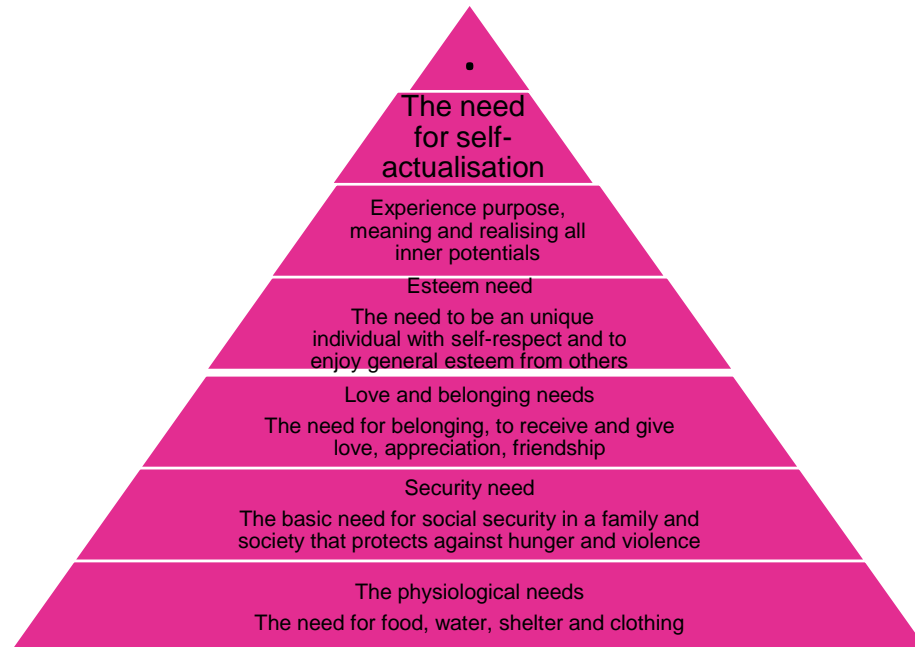 •
The need
for self-
actualisation
Experience purpose,
meaning and realising all
inner potentials
Esteem need
The need to be an unique
individual with self-respect and to
enjoy general esteem from others
Love and belonging needs
The need for belonging, to receive and give
love, appreciation, friendship
Security need
The basic need for social security in a family and
society that protects against hunger and violence
The physiological needs
The need for food, water, shelter and clothing